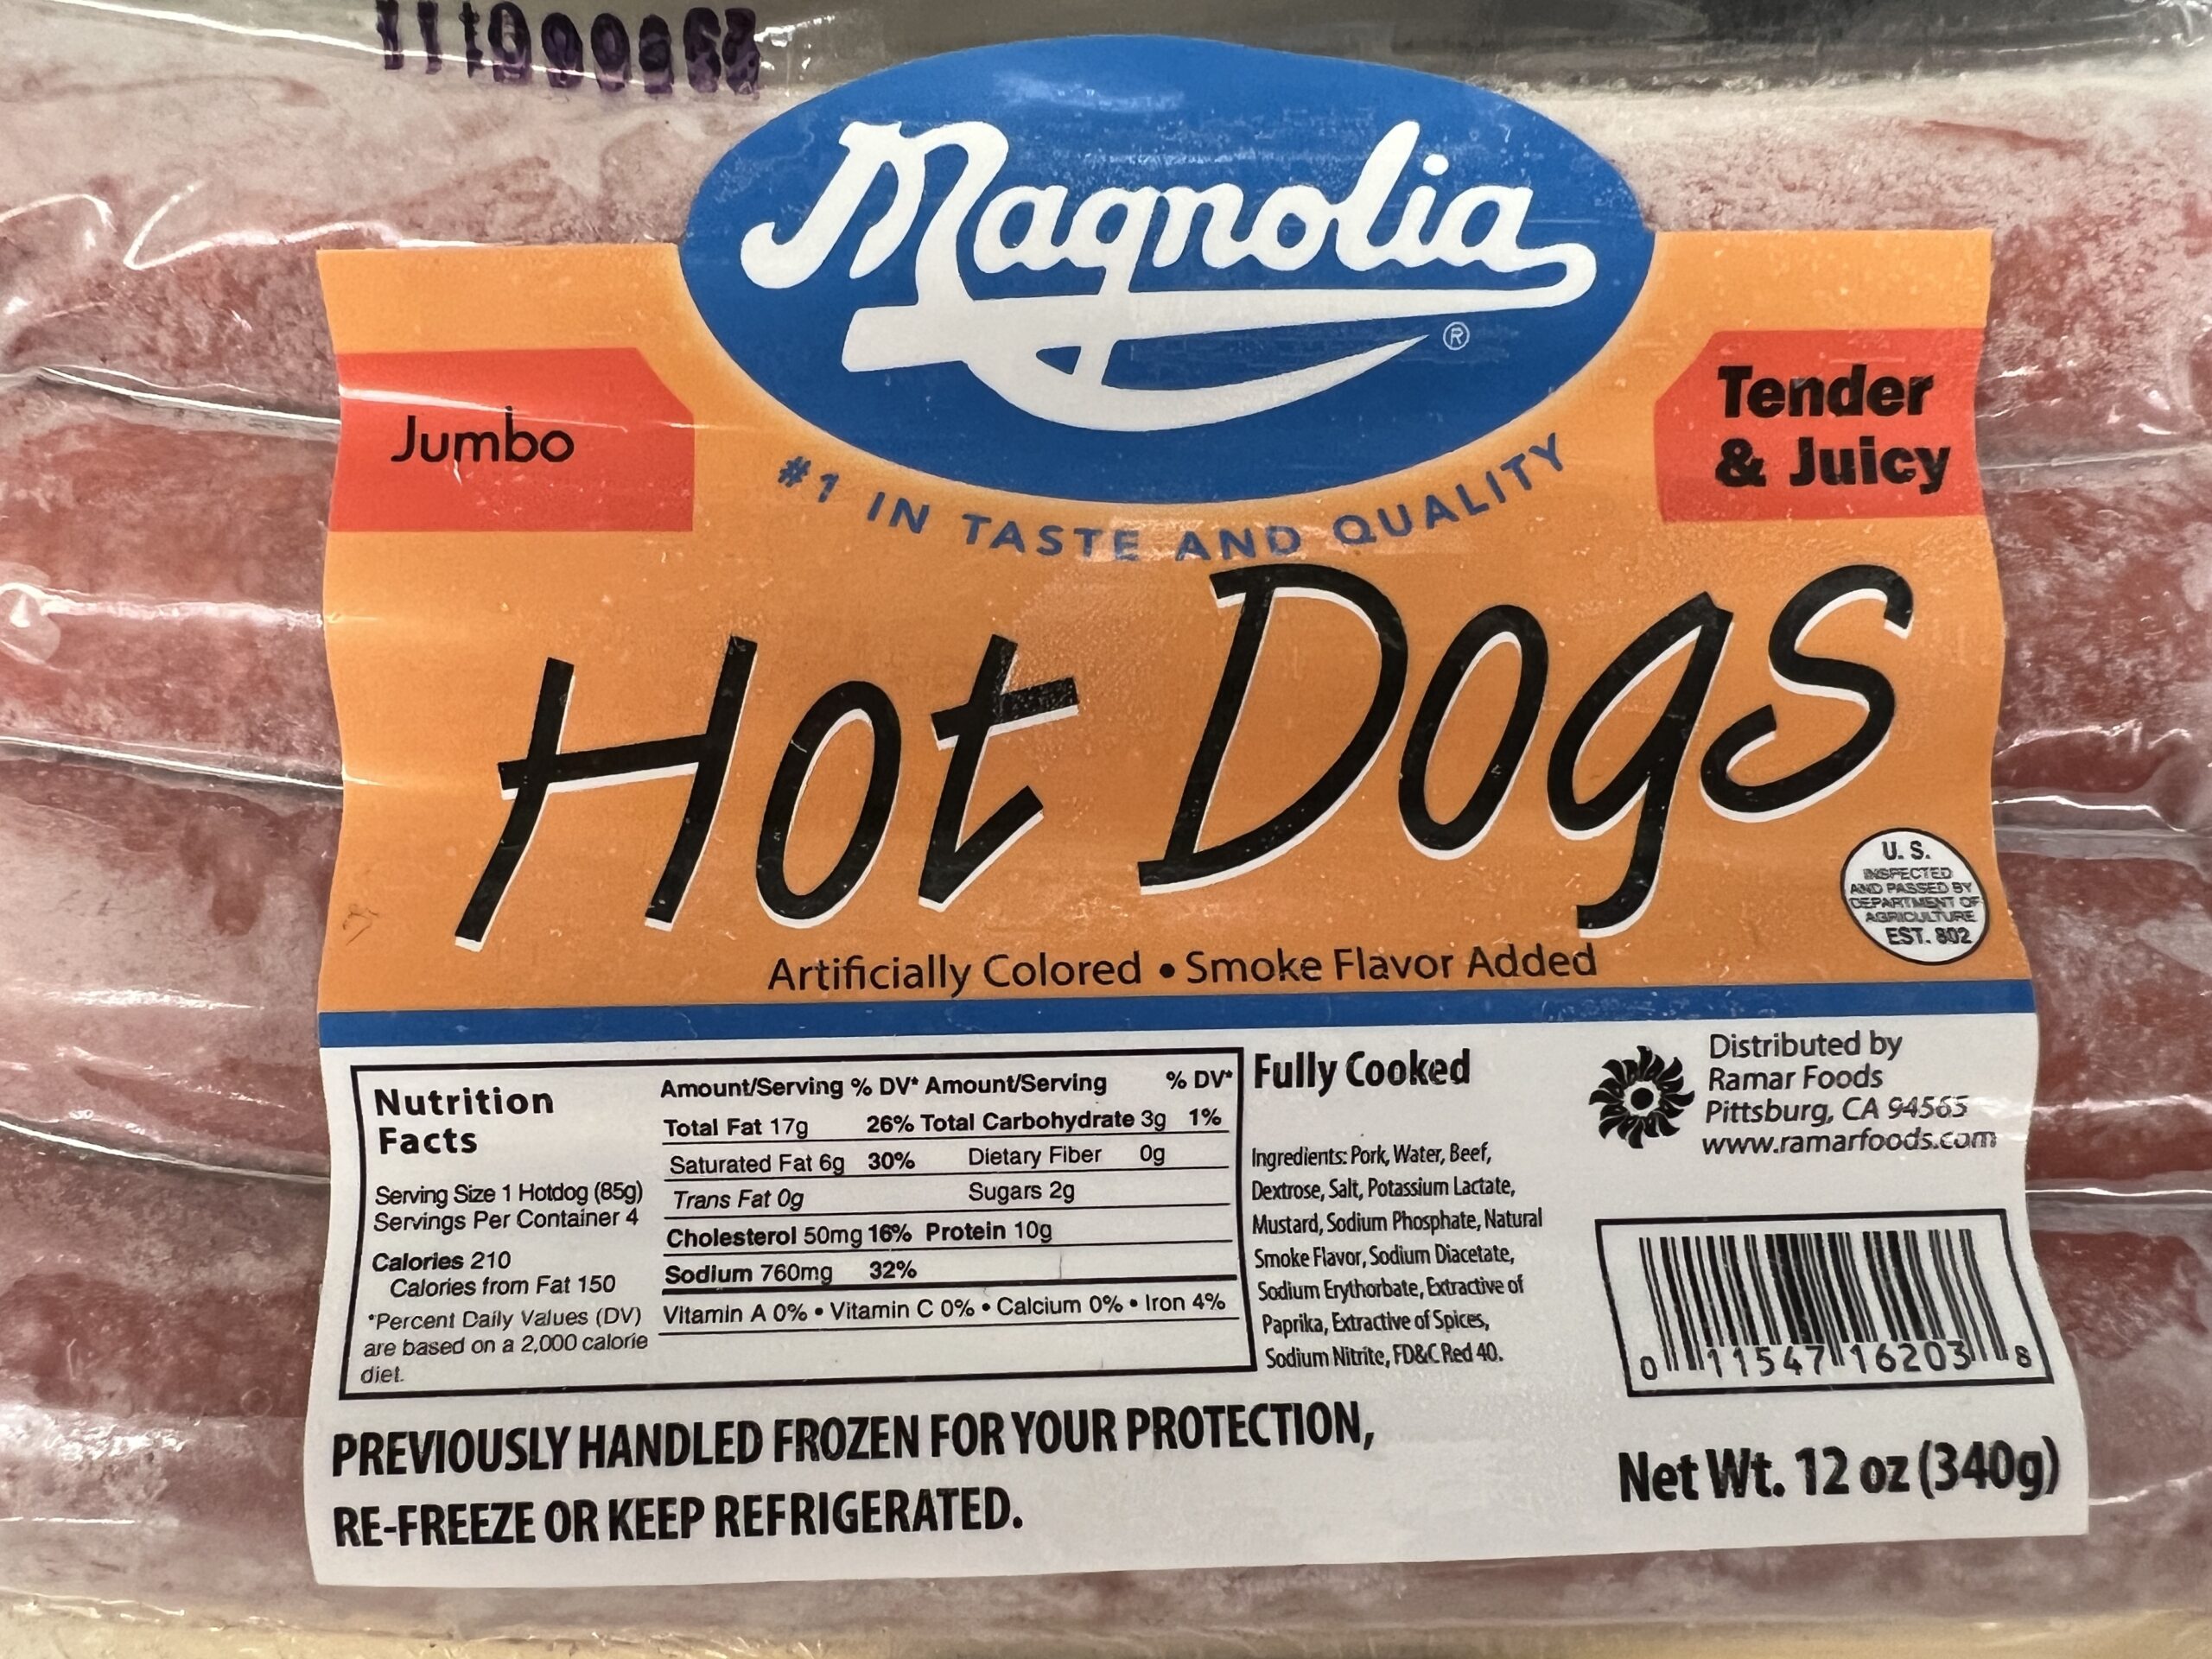 Magnolia
®
Jumbo
Tender
& Juicy
#1 IN TASTE AND QUALITY
Hot Dogs
U. S.
INSPECTED
AND PASSED BY
DEPARTMENT OF
AGRICULTURE
EST. 802
Artificially Colored • Smoke Flavor Added
Nutrition
Facts
Serving Size 1 Hotdog (85g)
Servings Per Container 4
Calories 210
Calories from Fat 150
*Percent Daily Values (DV)
are based on a 2,000 calorie
diet.
Amount/Serving % DV* Amount/Serving % DV*
Total Fat 17g 26% Total Carbohydrate 3g 1%
Saturated Fat 6g 30% Dietary Fiber 0g
Trans Fat 0g Sugars 2g
Cholesterol 50mg 16% Protein 10g
Sodium 760mg 32%
Vitamin A 0% • Vitamin C 0% • Calcium 0% • Iron 4%
Fully Cooked
Ingredients: Pork, Water, Beef,
Dextrose, Salt, Potassium Lactate,
Mustard, Sodium Phosphate, Natural
Smoke Flavor, Sodium Diacetate,
Sodium Erythorbate, Extractive of
Paprika, Extractive of Spices,
Sodium Nitrite, FD&C Red 40.
Distributed by
Ramar Foods
Pittsburg, CA 94565
www.ramarfoods.com
0 11547 16203 8
PREVIOUSLY HANDLED FROZEN FOR YOUR PROTECTION,
RE-FREEZE OR KEEP REFRIGERATED.
Net Wt. 12 oz (340g)